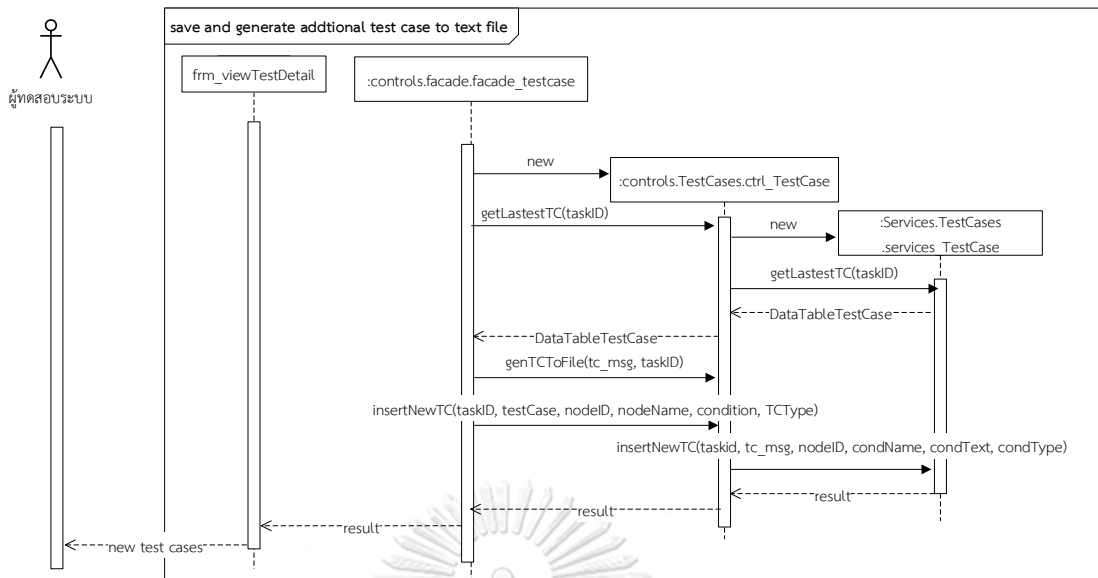 save and generate addtional test case to text file
ผู้ทดสอบระบบ
frm_viewTestDetail
:controls.facade.facade_testcase
new
:controls.TestCases.ctrl_TestCase
getLastestTC(taskID)
new
:Services.TestCases
.services_TestCase
getLastestTC(taskID)
DataTableTestCase
DataTableTestCase
genTCToFile(tc_msg, taskID)
insertNewTC(taskID, testCase, nodeID, nodeName, condition, TCType)
insertNewTC(taskid, tc_msg, nodeID, condName, condText, condType)
result
result
result
new test cases